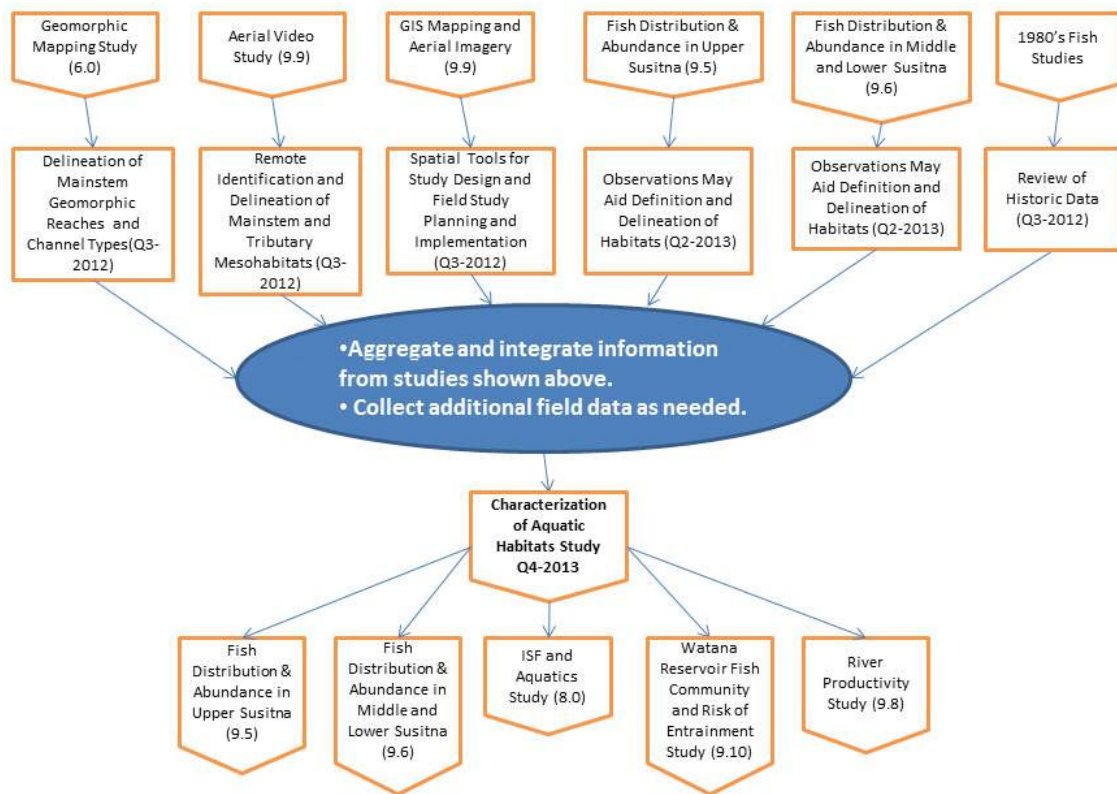 Geomorphic
Mapping Study
(6.0)
Aerial Video
Study (9.9)
GIS Mapping and
Aerial Imagery
(9.9)
Fish Distribution
& Abundance in
Upper
Susitna (9.5)
Fish Distribution
& Abundance in
Middle
and Lower Susitna
(9.6)
1980's Fish
Studies
Delineation of
Mainstem
Geomorphic
Reaches and
Channel Types(Q3-
2012)
Remote
Identification and
Delineation of
Mainstem and
Tributary
Mesohabitats (Q3-
2012)
Spatial Tools for
Study Design and
Field Study
Planning and
Implementation
(Q3-2012)
Observations May
Aid Definition and
Delineation of
Habitats (Q2-2013)
Observations May
Aid Definition and
Delineation of
Habitats (Q2-2013)
Review of
Historic Data
(Q3-2012)
•Aggregate and integrate information
from studies shown above.
• Collect additional field data as needed.
Characterization
of Aquatic
Habitats Study
Q4-2013
Fish
Distribution &
Abundance in
Upper Susitna
(9.5)
Fish
Distribution &
Abundance in
Middle and
Lower Susitna
(9.6)
ISF and
Aquatics
Study (8.0)
Watana
Reservoir Fish
Community
and Risk of
Entrainment
Study (9.10)
River
Productivity
Study (9.8)